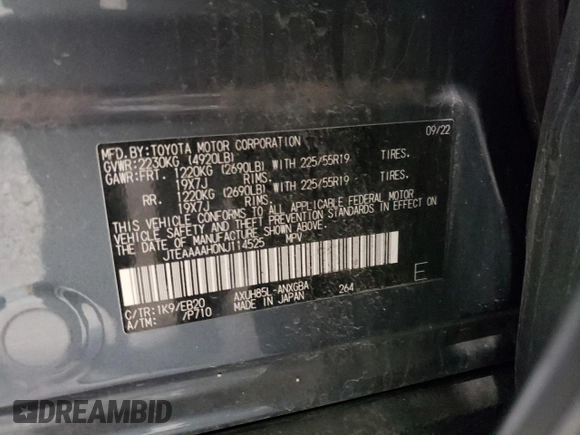 MFD.BY:TOYOTA MOTOR CORPORATION 09/22
GVWR:2230KG (4920LB)
GAWR:FRT. 1220KG (2690LB) WITH 225/55R19 TIRES.
19X7J RIMS.
RR. 1220KG (2690LB) WITH 225/55R19 TIRES.
19X7J RIMS.
THIS VEHICLE CONFORMS TO ALL APPLICABLE FEDERAL MOTOR
VEHICLE SAFETY AND THEFT PREVENTION STANDARDS IN EFFECT ON
THE DATE OF MANUFACTURE SHOWN ABOVE.
JTEAAAAH0NJ114525 MPV
C/TR:1K9/EB20 AXUH85L-ANXGBA 264 E
A/TM: /P710 MADE IN JAPAN
DREAMBID